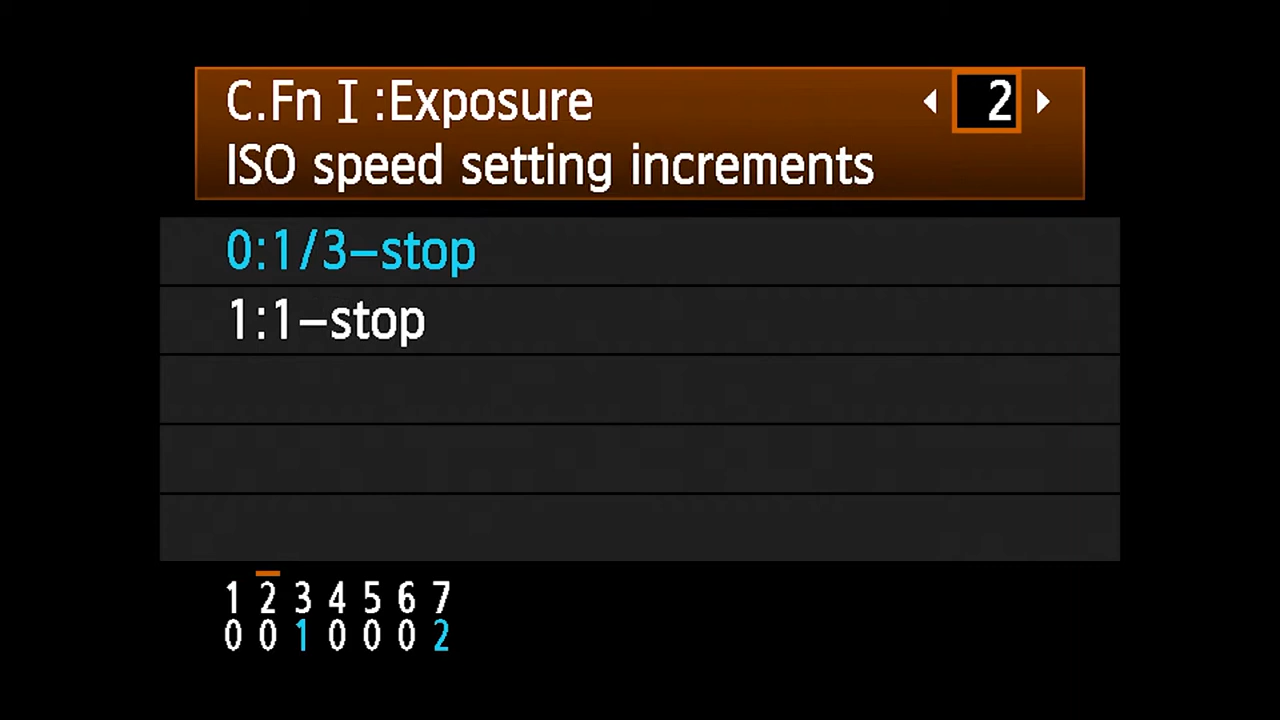 C.Fn I :Exposure 2
ISO speed setting increments
0:1/3-stop
1:1-stop
1 2 3 4 5 6 7
0 0 1 0 0 0 2